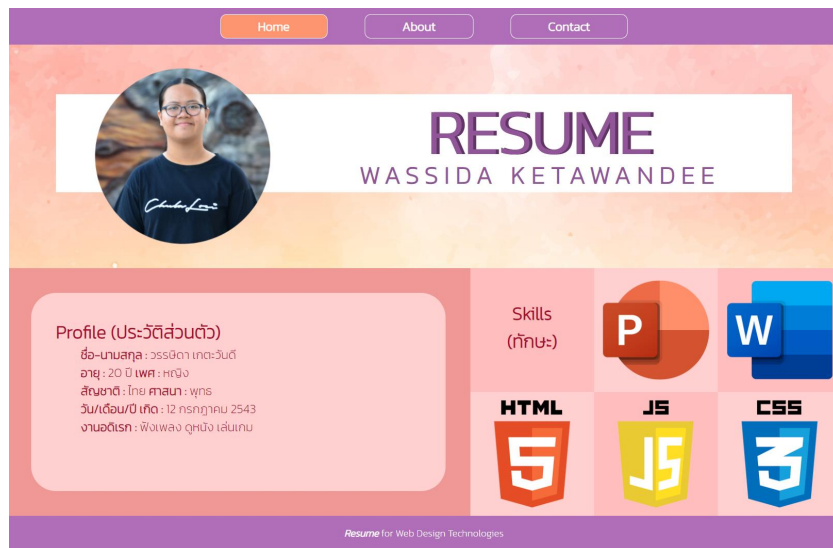 Home About Contact
RESUME
WASSIDA KETAWANDEE
Profile (ประวัติส่วนตัว)
ชื่อ-นามสกุล : วรรษิดา เกตะวันดี
อายุ : 20 ปี เพศ : หญิง
สัญชาติ : ไทย ศาสนา : พุทธ
วัน/เดือน/ปี เกิด : 12 กรกฎาคม 2543
งานอดิเรก : ฟังเพลง ดูหนัง เล่นเกม
Skills
(ทักษะ)
P
W
HTML
5
JS
JS
CSS
3
Resume for Web Design Technologies